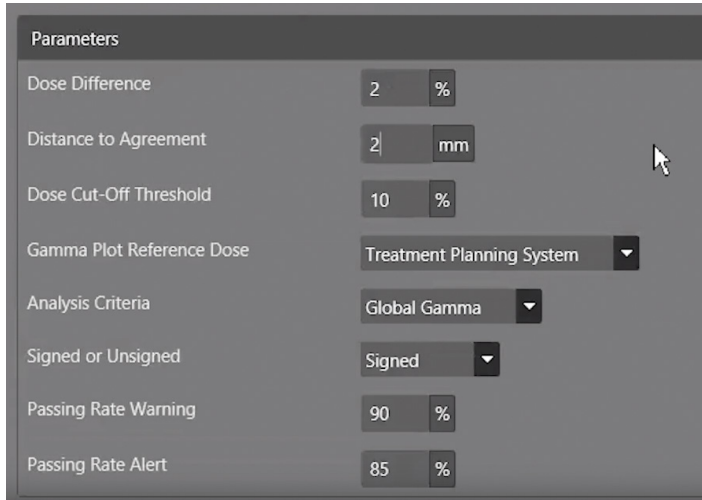 Parameters
Dose Difference 2 %
Distance to Agreement 2 mm
Dose Cut-Off Threshold 10 %
Gamma Plot Reference Dose Treatment Planning System
Analysis Criteria Global Gamma
Signed or Unsigned Signed
Passing Rate Warning 90 %
Passing Rate Alert 85 %